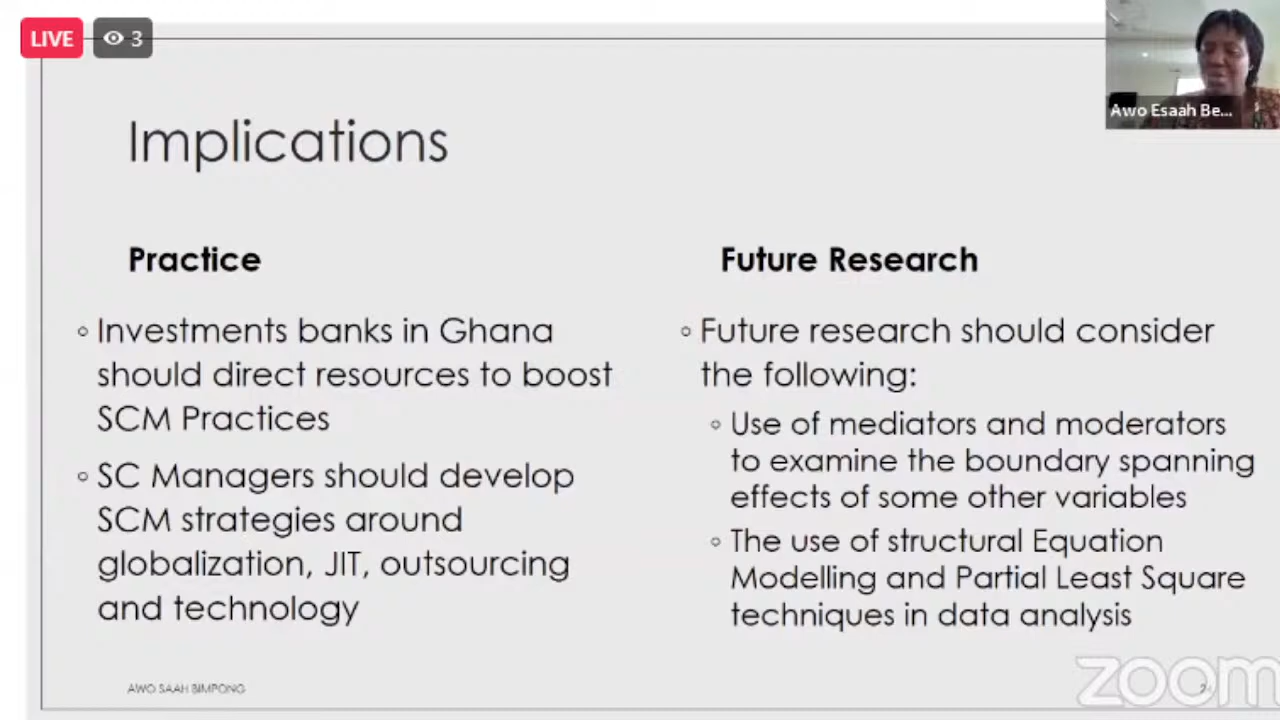 LIVE
3
Awo Esaah Be...
Implications
Practice
Investments banks in Ghana
should direct resources to boost
SCM Practices
SC Managers should develop
SCM strategies around
globalization, JIT, outsourcing
and technology
Future Research
Future research should consider
the following:
Use of mediators and moderators
to examine the boundary spanning
effects of some other variables
The use of structural Equation
Modelling and Partial Least Square
techniques in data analysis
AWO SAAH BIMPONG
zoom